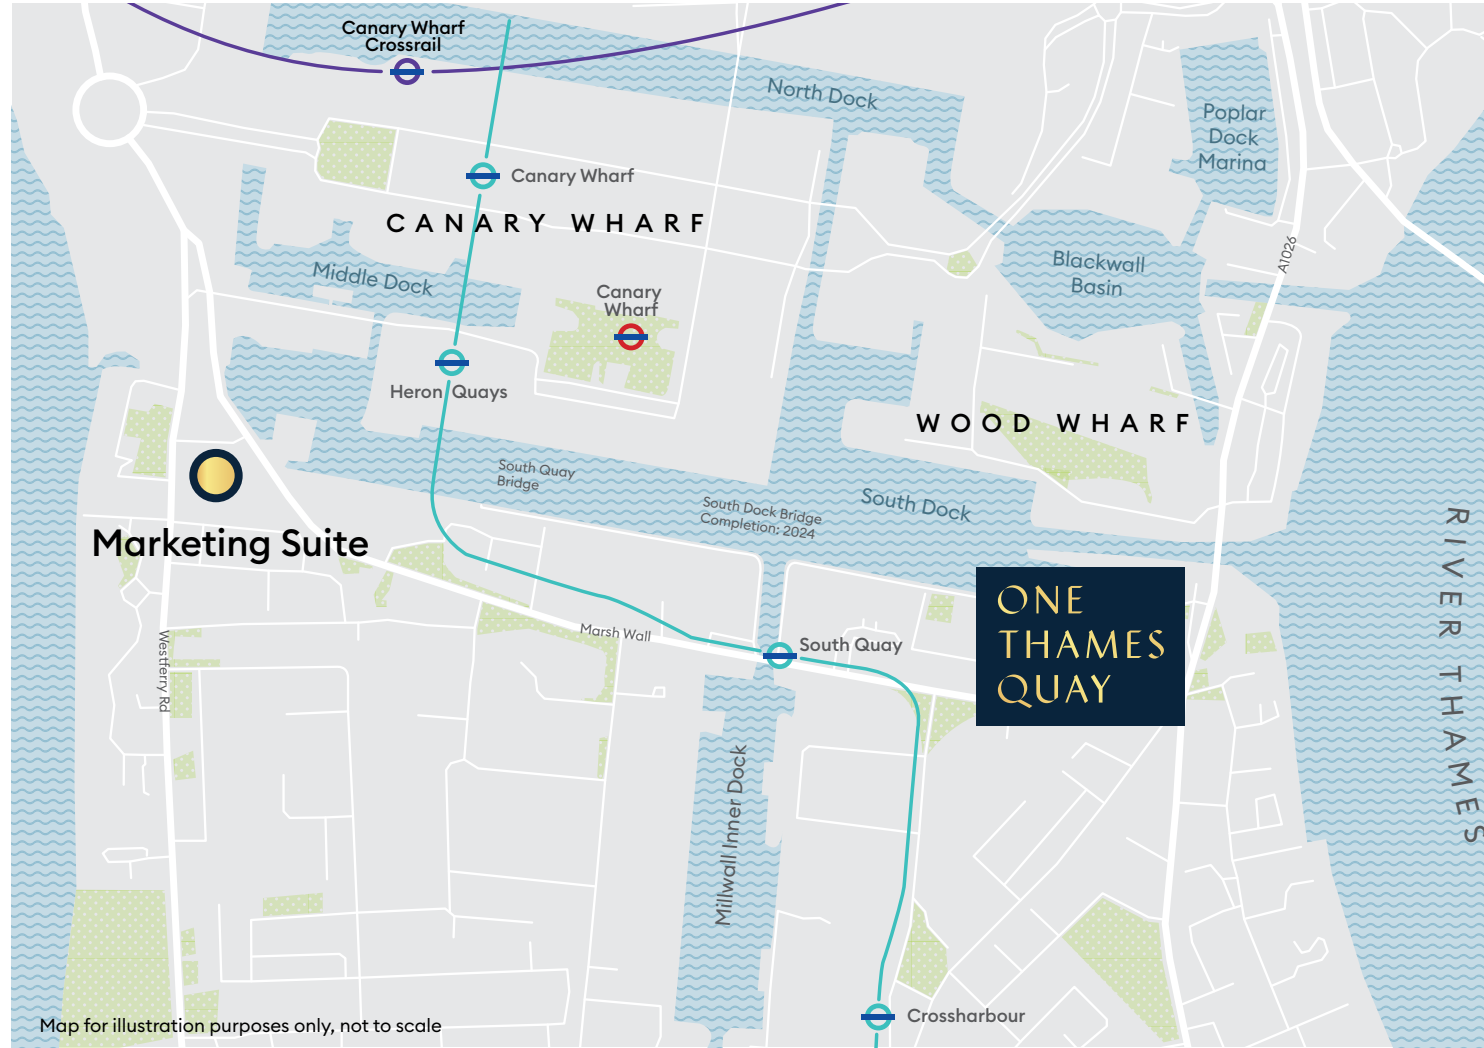 Canary Wharf
Crossrail
North Dock
Poplar
Dock
Marina
Canary Wharf
CANARY WHARF
A1026
Middle Dock
Blackwall
Basin
Canary
Wharf
Heron Quays
WOOD WHARF
South Quay
Bridge
South Dock
South Dock Bridge
Completion: 2024
Marketing Suite
RIVER THAMES
ONE
THAMES
QUAY
Marsh Wall
South Quay
Westferry Rd
Millwall Inner Dock
Crossharbour
Map for illustration purposes only, not to scale